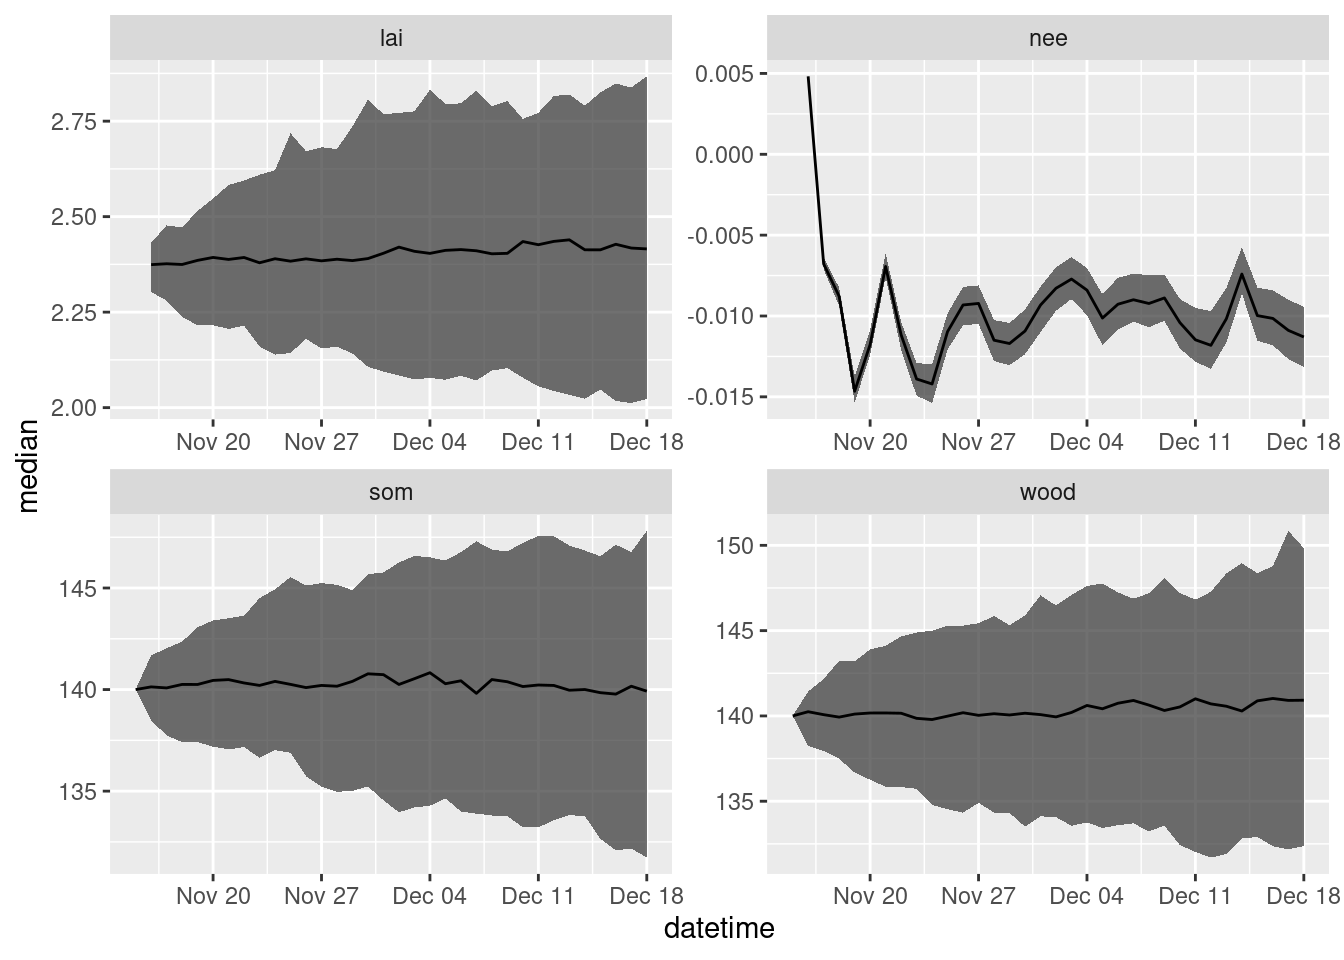 lai
nee
2.75
2.50
2.25
2.00
0.005
0.000
-0.005
-0.010
-0.015
Nov 20 Nov 27 Dec 04 Dec 11 Dec 18
Nov 20 Nov 27 Dec 04 Dec 11 Dec 18
median
som
wood
145
140
135
150
145
140
135
Nov 20 Nov 27 Dec 04 Dec 11 Dec 18
Nov 20 Nov 27 Dec 04 Dec 11 Dec 18
datetime